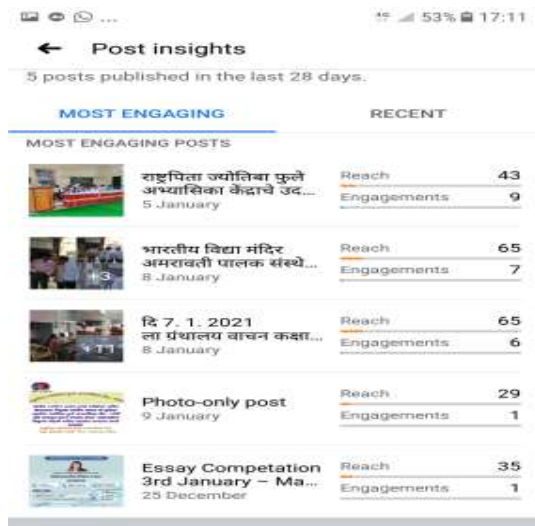 53% 17:11
Post insights
5 posts published in the last 28 days.
MOST ENGAGING RECENT
MOST ENGAGING POSTS
राष्ट्रपिता ज्योतिबा फुले
अभ्यासिका केंद्राचे उद...
5 January
Reach 43
Engagements 9
भारतीय विद्या मंदिर
अमरावती पालक संस्थे...
8 January
Reach 65
Engagements 7
+3
दि 7. 1. 2021
ला ग्रंथालय वाचन कक्षा...
8 January
Reach 65
Engagements 6
+11
Photo-only post
9 January
Reach 29
Engagements 1
Essay Competation
3rd January – Ma...
25 December
Reach 35
Engagements 1